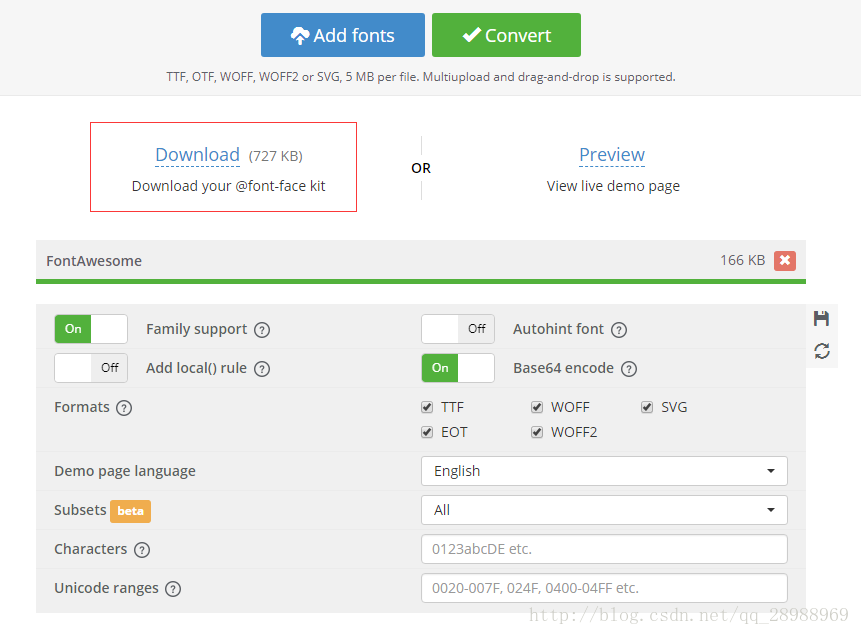 Add fonts Convert
TTF, OTF, WOFF, WOFF2 or SVG, 5 MB per file. Multiupload and drag-and-drop is supported.
Download (727 KB)
Download your @font-face kit
OR
Preview
View live demo page
FontAwesome 166 KB
On Family support ? Off Autohint font ?
Off Add local() rule ? On Base64 encode ?
Formats ? TTF WOFF SVG
EOT WOFF2
Demo page language English
Subsets beta All
Characters ? 0123abcDE etc.
Unicode ranges ? 0020-007F, 024F, 0400-04FF etc.
http://blog.csdn.net/qq_28988969